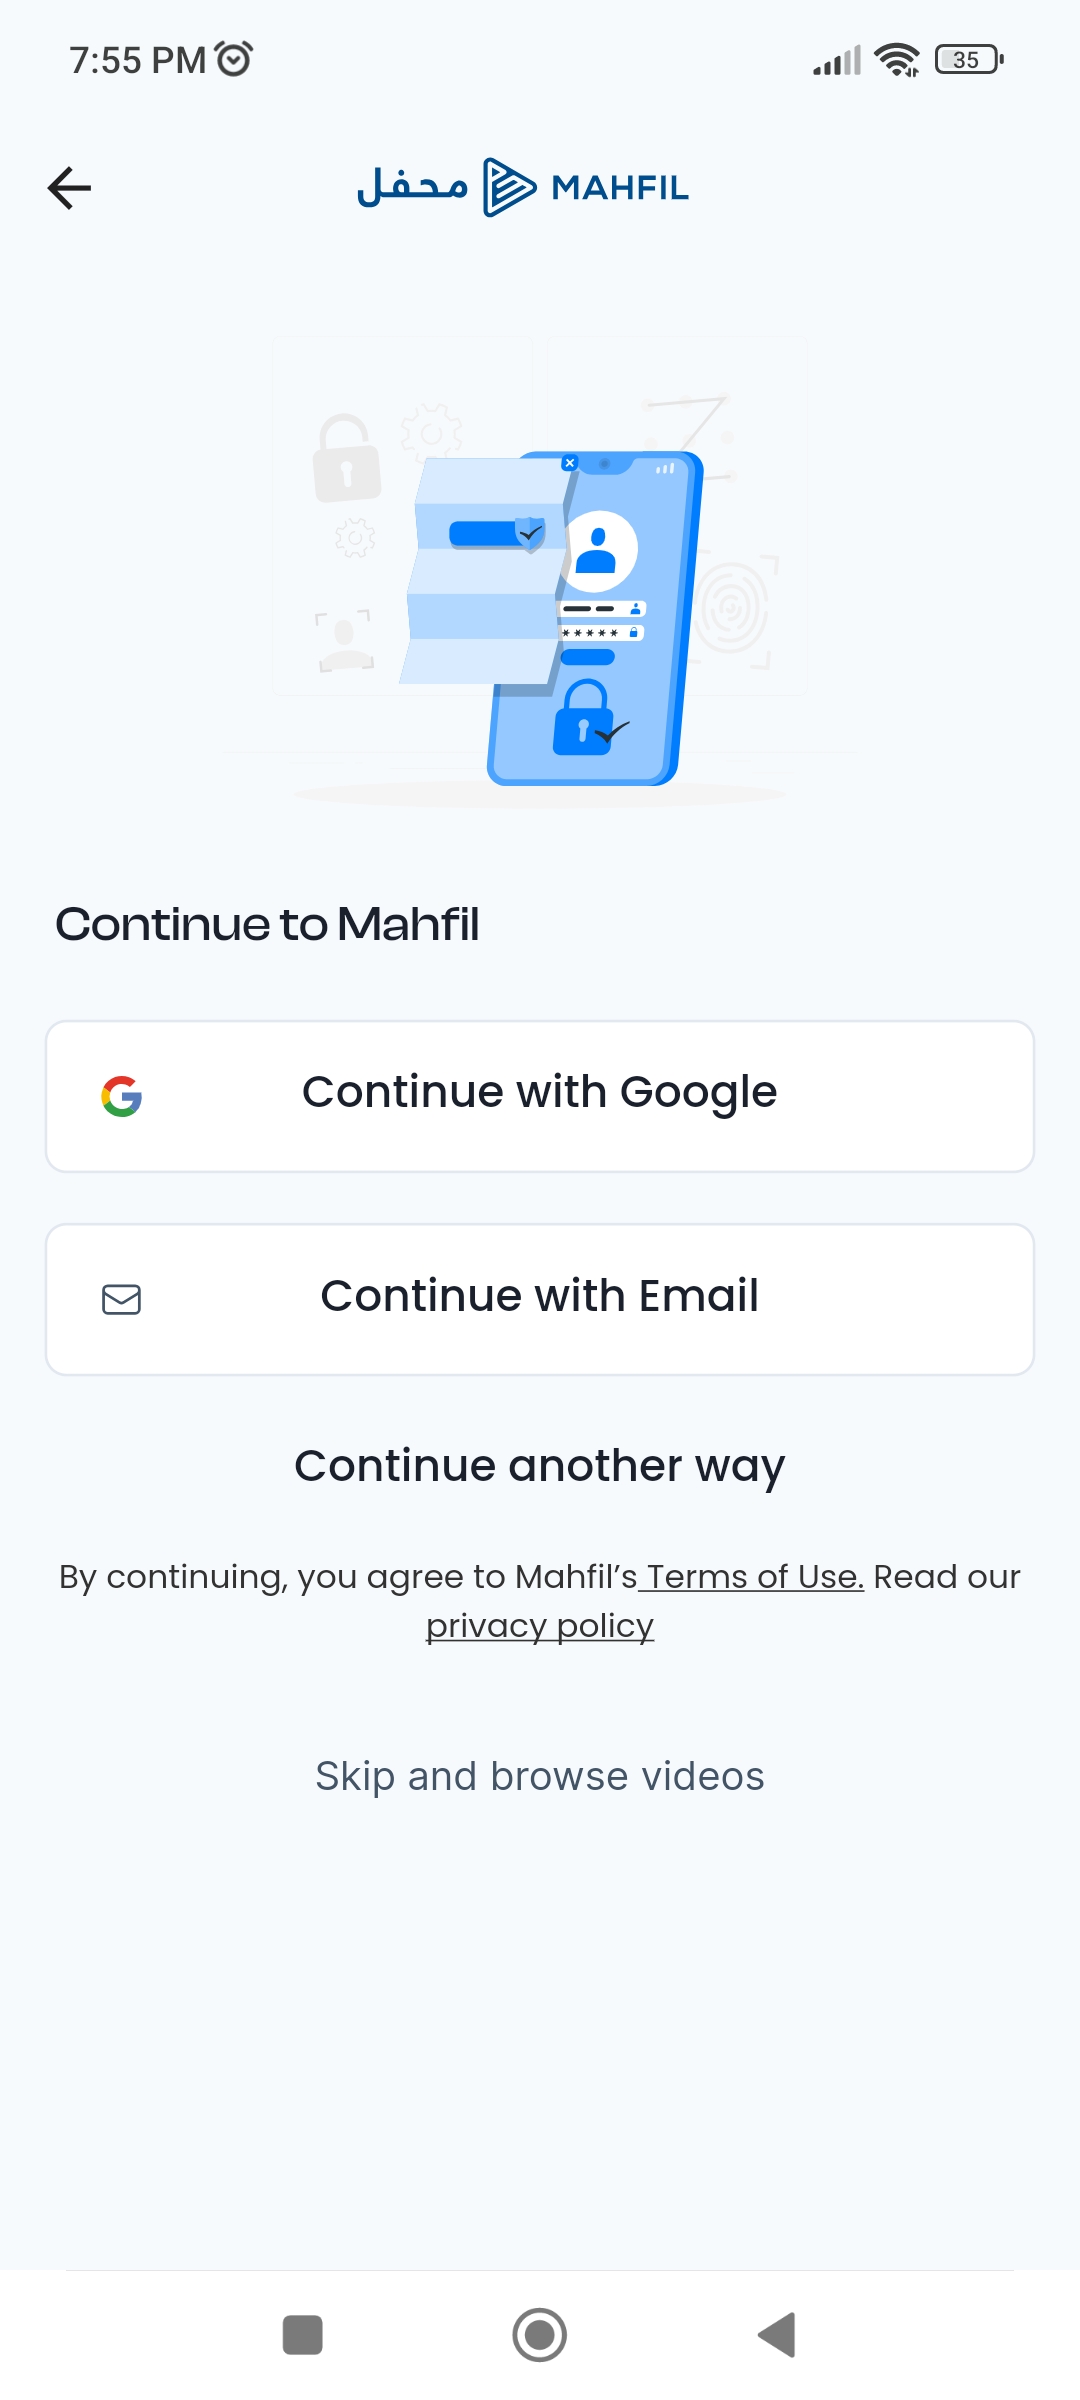 7:55 PM
35
محفل MAHFIL
Continue to Mahfil
Continue with Google
Continue with Email
Continue another way
By continuing, you agree to Mahfil’s Terms of Use. Read our
privacy policy
Skip and browse videos